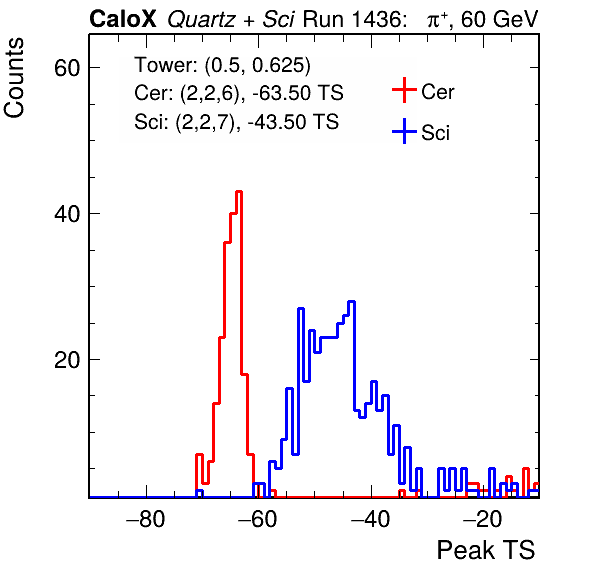 CaloX Quartz + Sci Run 1436: π⁺, 60 GeV
Counts
60
40
20
Tower: (0.5, 0.625)
Cer: (2,2,6), -63.50 TS
Sci: (2,2,7), -43.50 TS
Cer
Sci
−80 −60 −40 −20
Peak TS